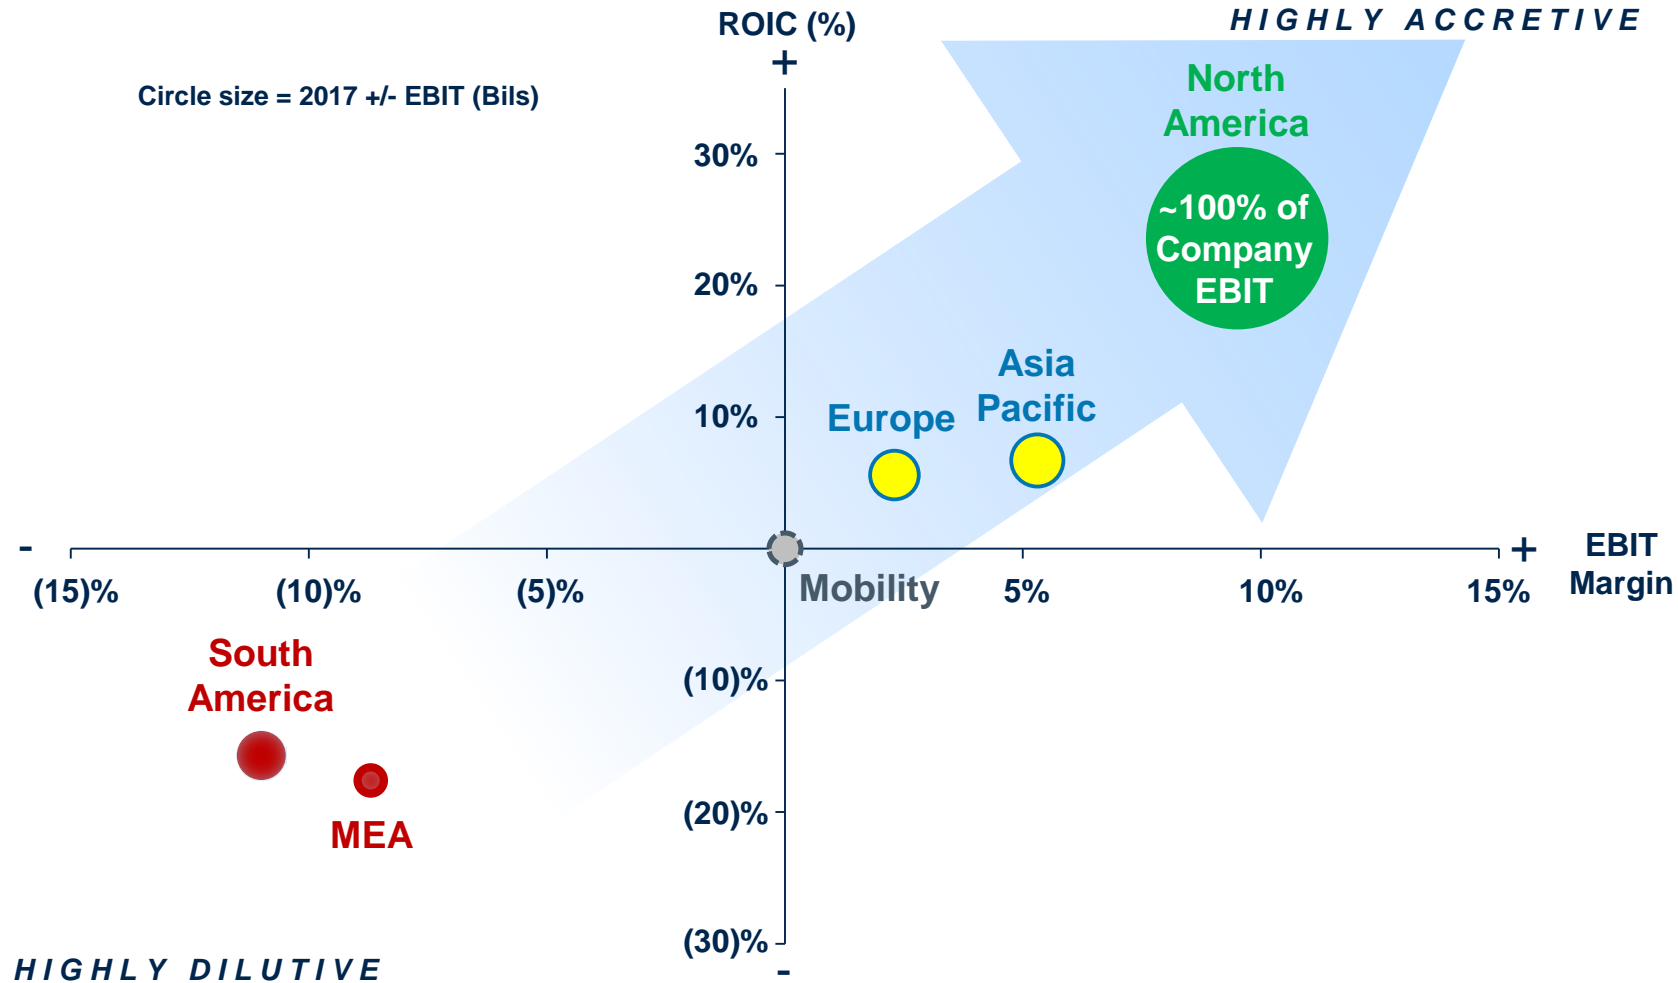 HIGHLY ACCRETIVE
ROIC (%)
+
Circle size = 2017 +/- EBIT (Bils)
North
America
30%
~100% of
Company
EBIT
20%
Asia
Pacific
Europe
10%
-
+
EBIT
Margin
(15)%
(10)%
(5)%
Mobility
5%
10%
15%
South
America
(10)%
MEA
(20)%
(30)%
-
HIGHLY DILUTIVE